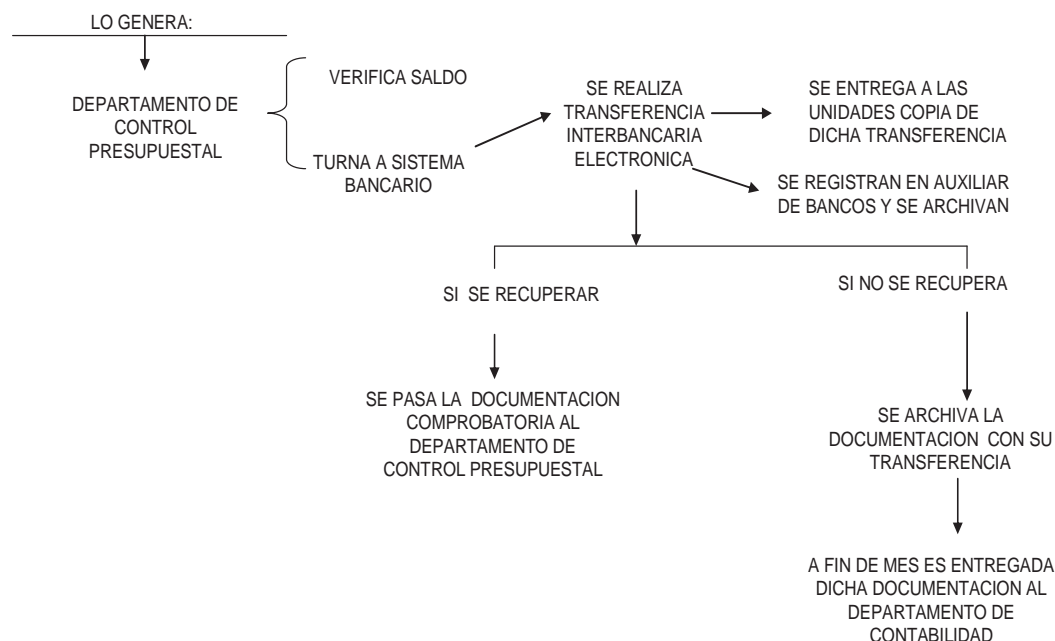 LO GENERA:
DEPARTAMENTO DE
CONTROL
PRESUPUESTAL
VERIFICA SALDO
TURNA A SISTEMA
BANCARIO
SE REALIZA
TRANSFERENCIA
INTERBANCARIA
ELECTRONICA
SE ENTREGA A LAS
UNIDADES COPIA DE
DICHA TRANSFERENCIA
SE REGISTRAN EN AUXILIAR
DE BANCOS Y SE ARCHIVAN
SI SE RECUPERAR
SI NO SE RECUPERA
SE PASA LA DOCUMENTACION
COMPROBATORIA AL
DEPARTAMENTO DE
CONTROL PRESUPUESTAL
SE ARCHIVA LA
DOCUMENTACION CON SU
TRANSFERENCIA
A FIN DE MES ES ENTREGADA
DICHA DOCUMENTACION AL
DEPARTAMENTO DE
CONTABILIDAD